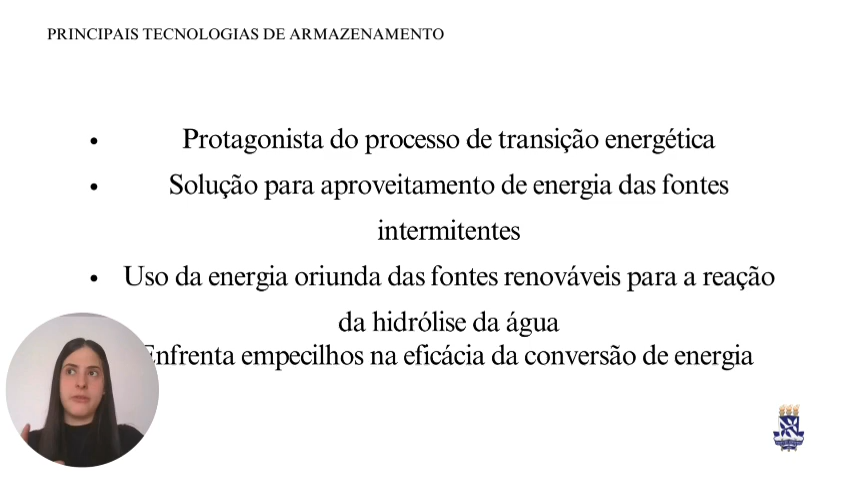 PRINCIPAIS TECNOLOGIAS DE ARMAZENAMENTO
• Protagonista do processo de transição energética
• Solução para aproveitamento de energia das fontes
intermitentes
• Uso da energia oriunda das fontes renováveis para a reação
da hidrólise da água
Enfrenta empecilhos na eficácia da conversão de energia